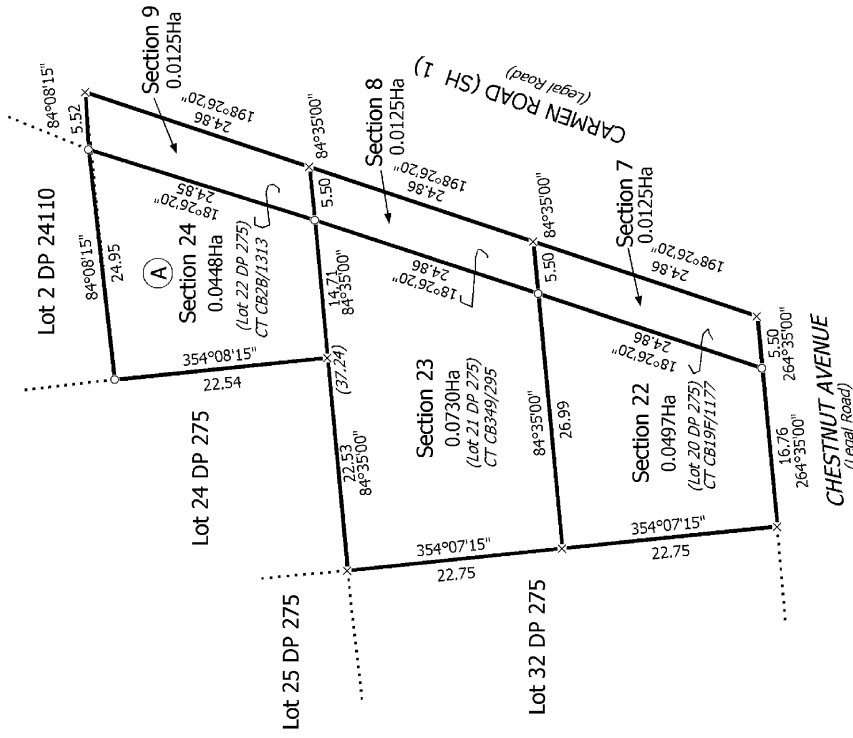 Lot 2 DP 24110
84°08'15"
5.52
Section 9
0.0125Ha
84°08'15"
24.95
18°26'20"
24.85
198°26'20"
24.86
CARMEN ROAD (SH 1)
(Legal Road)
A
Section 24
0.0448Ha
(Lot 22 DP 275)
CT CB2B/1313
84°35'00"
5.50
Section 8
0.0125Ha
354°08'15"
22.54
14.71
84°35'00"
(37.24)
Lot 24 DP 275
22.53
84°35'00"
18°26'20"
24.86
198°26'20"
24.86
Section 23
0.0730Ha
(Lot 21 DP 275)
CT CB349/295
84°35'00"
5.50
Section 7
0.0125Ha
Lot 25 DP 275
354°07'15"
22.75
84°35'00"
26.99
18°26'20"
24.86
198°26'20"
24.86
Section 22
0.0497Ha
(Lot 20 DP 275)
CT CB19F/1177
Lot 32 DP 275
354°07'15"
22.75
5.50
264°35'00"
16.76
264°35'00"
CHESTNUT AVENUE
(Legal Road)